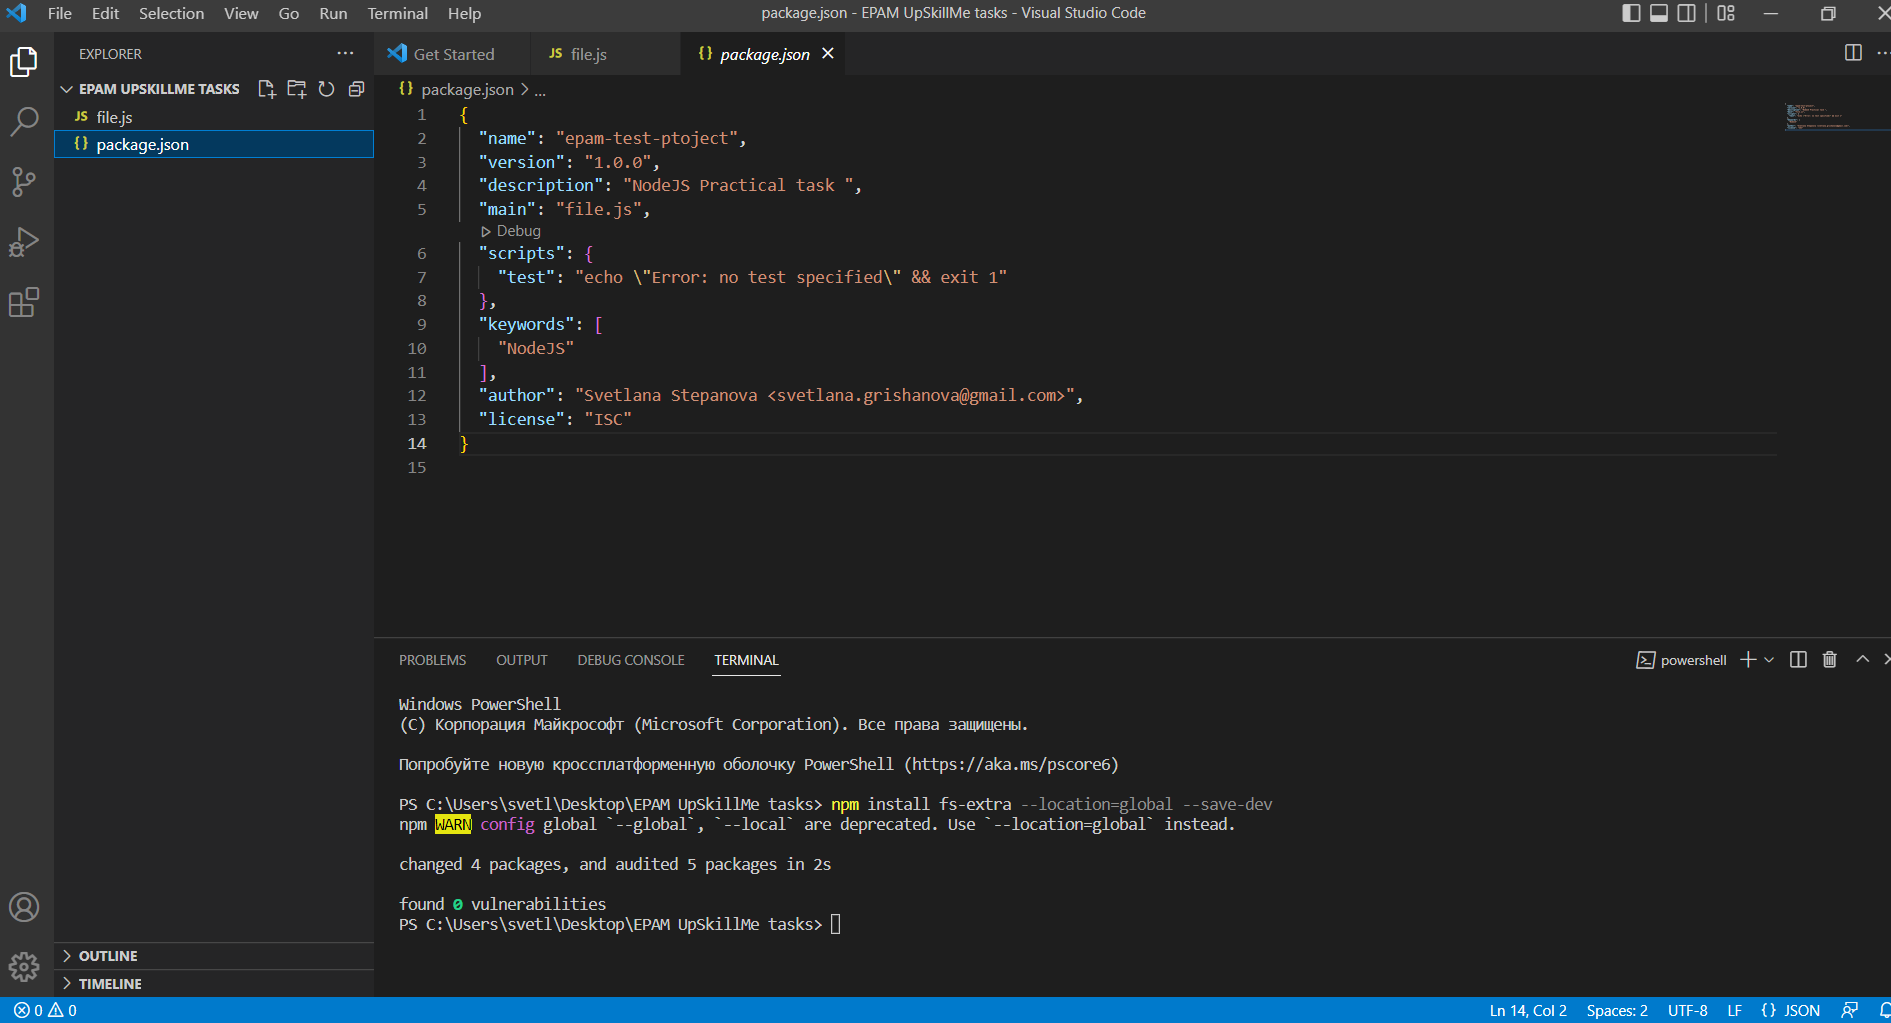 File Edit Selection View Go Run Terminal Help
package.json - EPAM UpSkillMe tasks - Visual Studio Code
EXPLORER
EPAM UPSKILLME TASKS
JS file.js
{} package.json
OUTLINE
TIMELINE
Get Started
JS file.js
{} package.json
{} package.json > ...
1 {
2 "name": "epam-test-ptoject",
3 "version": "1.0.0",
4 "description": "NodeJS Practical task ",
5 "main": "file.js",
Debug
6 "scripts": {
7 "test": "echo \"Error: no test specified\" && exit 1"
8 },
9 "keywords": [
10 "NodeJS"
11 ],
12 "author": "Svetlana Stepanova <svetlana.grishanova@gmail.com>",
13 "license": "ISC"
14 }
15
PROBLEMS OUTPUT DEBUG CONSOLE TERMINAL
powershell
Windows PowerShell
(C) Корпорация Майкрософт (Microsoft Corporation). Все права защищены.
Попробуйте новую кроссплатформенную оболочку PowerShell (https://aka.ms/pscore6)
PS C:\Users\svetl\Desktop\EPAM UpSkillMe tasks> npm install fs-extra --location=global --save-dev
npm WARN config global `--global`, `--local` are deprecated. Use `--location=global` instead.
changed 4 packages, and audited 5 packages in 2s
found 0 vulnerabilities
PS C:\Users\svetl\Desktop\EPAM UpSkillMe tasks>
0 0
Ln 14, Col 2 Spaces: 2 UTF-8 LF {} JSON